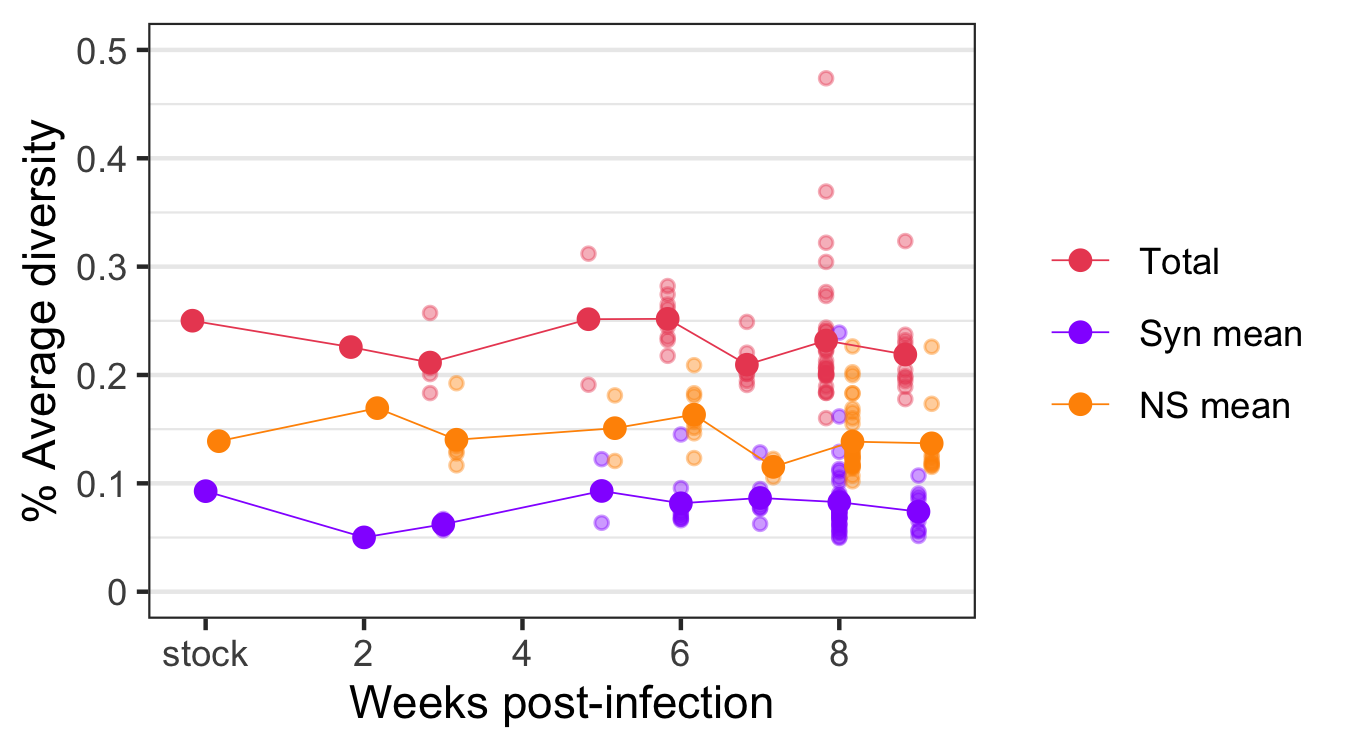 % Average diversity
0.5
0.4
0.3
0.2
0.1
0
stock 2 4 6 8
Weeks post-infection
Total
Syn mean
NS mean